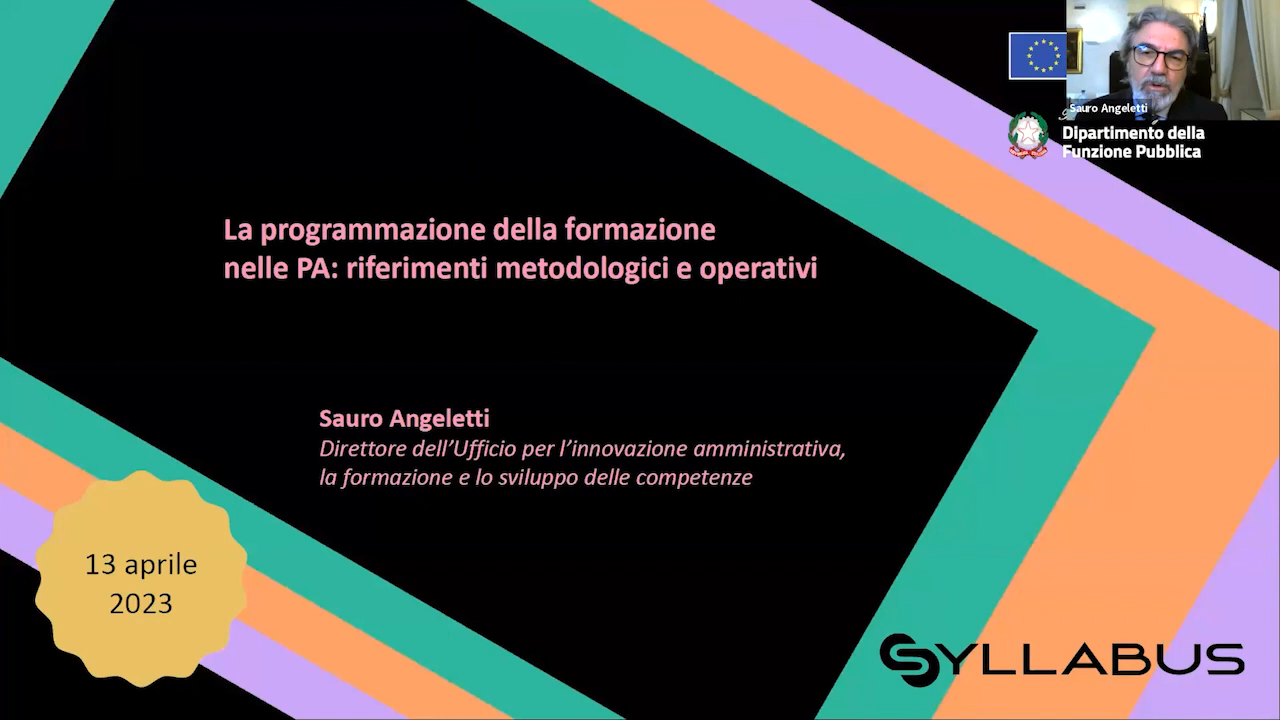 Sauro Angeletti
Dipartimento della
Funzione Pubblica
La programmazione della formazione
nelle PA: riferimenti metodologici e operativi
Sauro Angeletti
Direttore dell’Ufficio per l’innovazione amministrativa,
la formazione e lo sviluppo delle competenze
13 aprile
2023
SYLLABUS